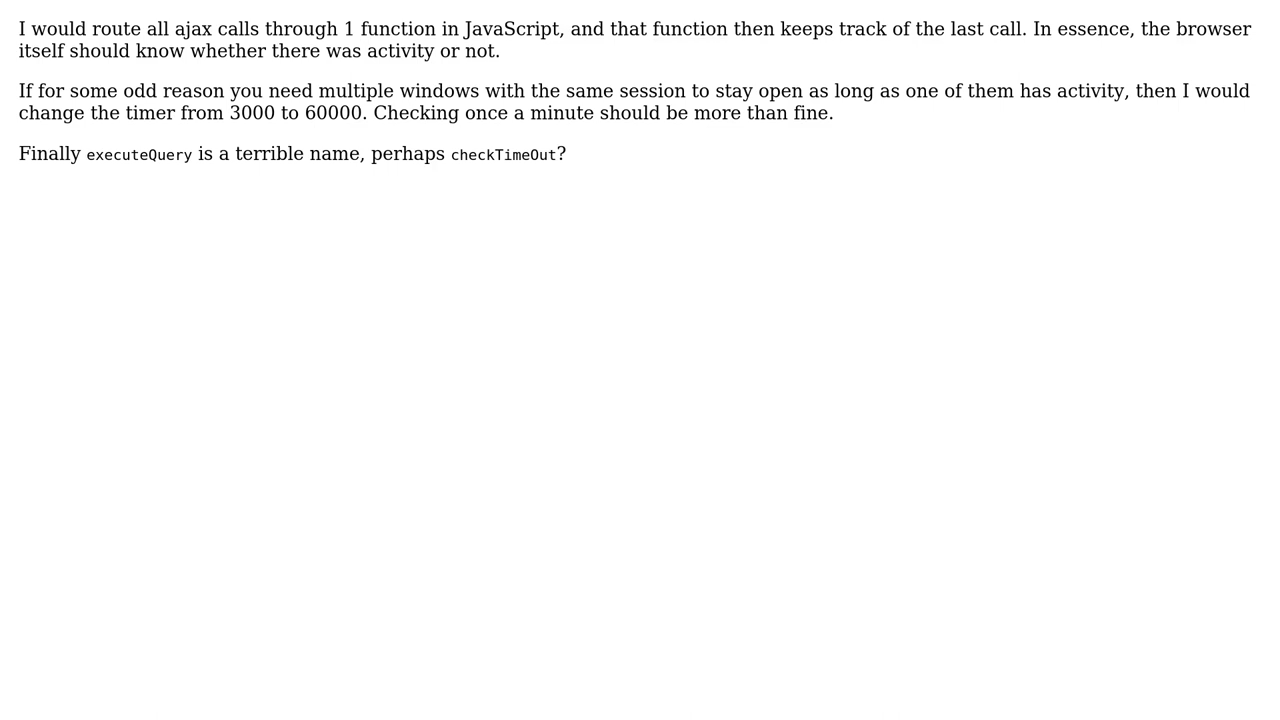 I would route all ajax calls through 1 function in JavaScript, and that function then keeps track of the last call. In essence, the browser
itself should know whether there was activity or not.
If for some odd reason you need multiple windows with the same session to stay open as long as one of them has activity, then I would
change the timer from 3000 to 60000. Checking once a minute should be more than fine.
Finally executeQuery is a terrible name, perhaps checkTimeOut?